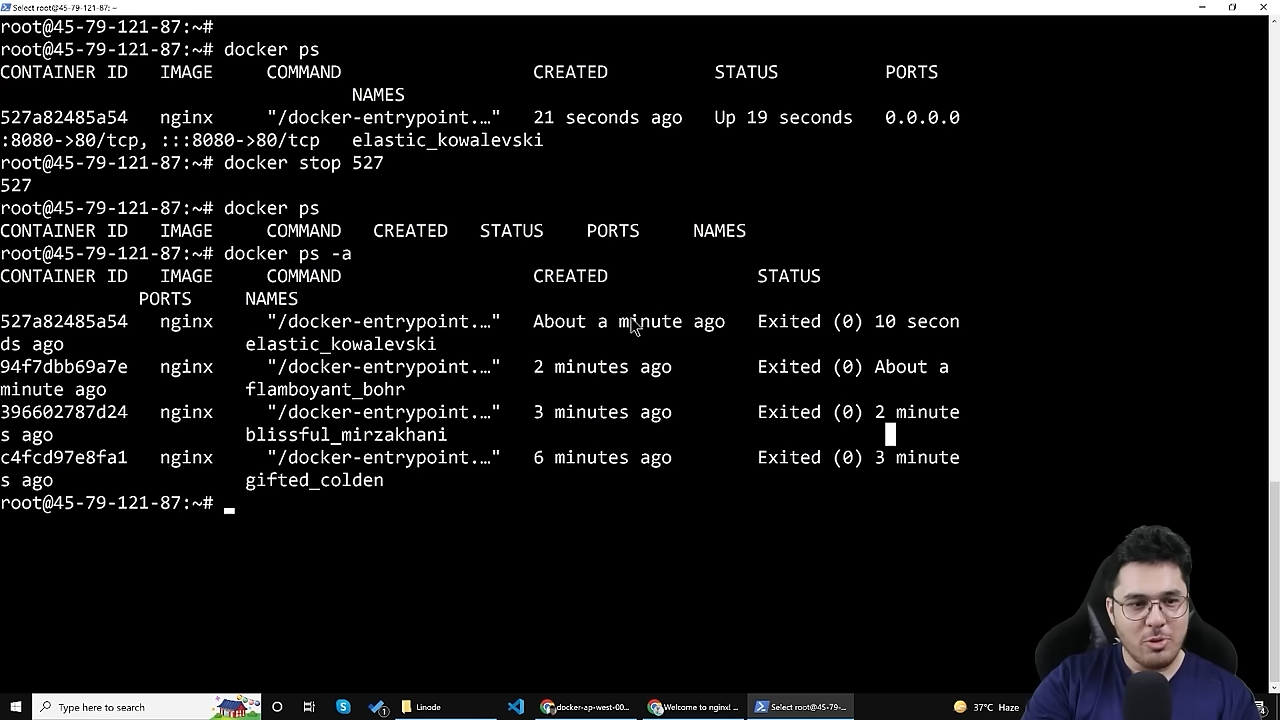 Select root@45-79-121-87: ~
root@45-79-121-87:~#
root@45-79-121-87:~# docker ps
CONTAINER ID   IMAGE     COMMAND                  CREATED          STATUS          PORTS
                                 NAMES
527a82485a54   nginx     "/docker-entrypoint.…"   21 seconds ago   Up 19 seconds   0.0.0.0
:8080->80/tcp, :::8080->80/tcp   elastic_kowalevski
root@45-79-121-87:~# docker stop 527
527
root@45-79-121-87:~# docker ps
CONTAINER ID   IMAGE     COMMAND   CREATED   STATUS    PORTS     NAMES
root@45-79-121-87:~# docker ps -a
CONTAINER ID   IMAGE     COMMAND                  CREATED              STATUS
             PORTS     NAMES
527a82485a54   nginx     "/docker-entrypoint.…"   About a minute ago   Exited (0) 10 secon
ds ago                 elastic_kowalevski
94f7dbb69a7e   nginx     "/docker-entrypoint.…"   2 minutes ago        Exited (0) About a
minute ago             flamboyant_bohr
396602787d24   nginx     "/docker-entrypoint.…"   3 minutes ago        Exited (0) 2 minute
s ago                  blissful_mirzakhani
c4fcd97e8fa1   nginx     "/docker-entrypoint.…"   6 minutes ago        Exited (0) 3 minute
s ago                  gifted_colden
root@45-79-121-87:~#
Type here to search
Linode
docker-ap-west-00...
Welcome to nginx! ...
Select root@45-79-...
37°C Haze